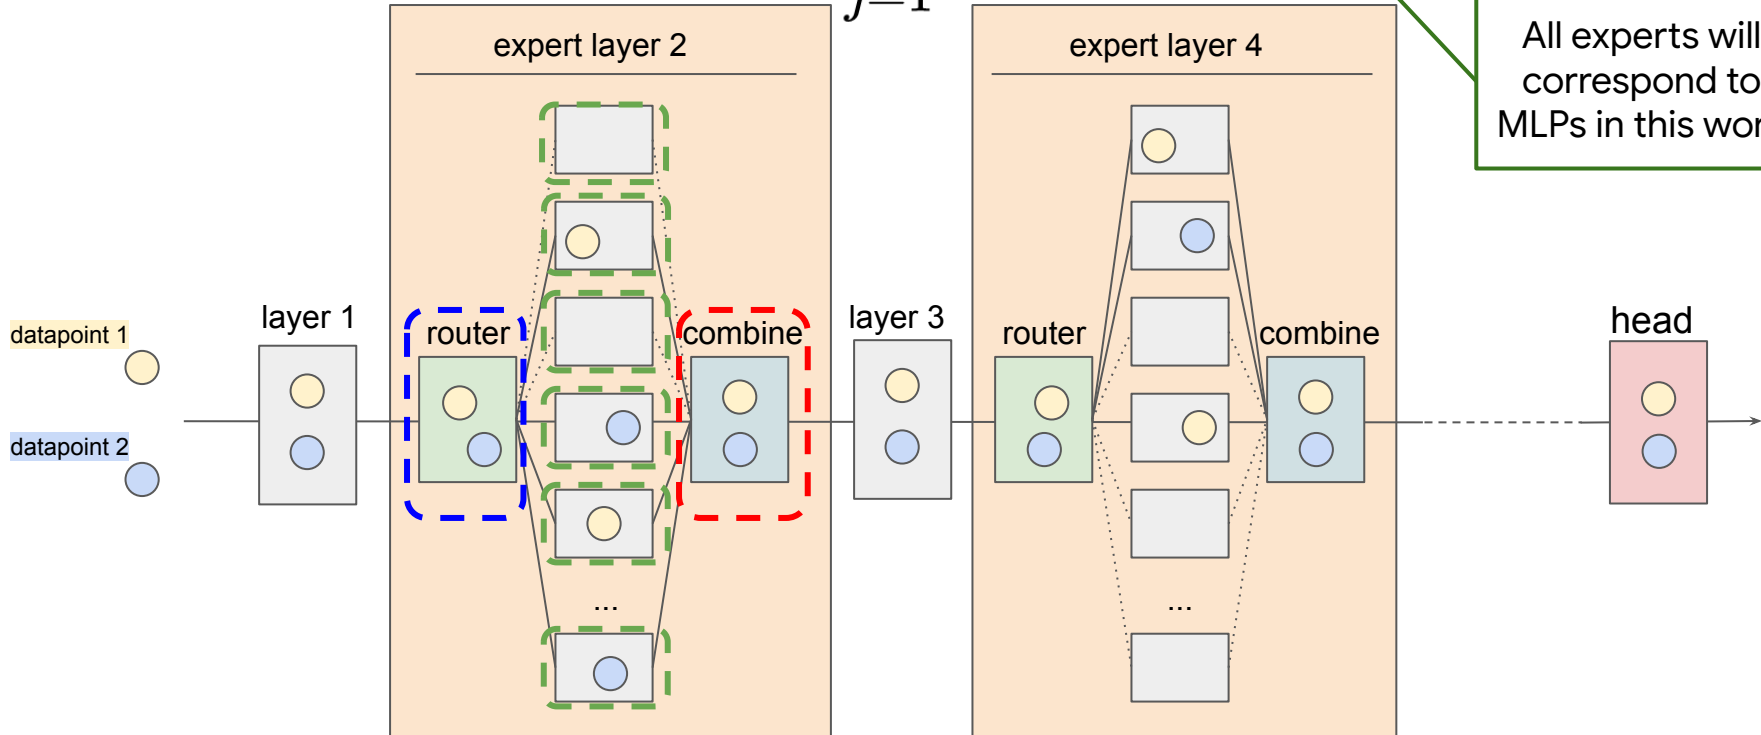 j=1
All experts will
correspond to
MLPs in this wor
expert layer 2
expert layer 4
datapoint 1
datapoint 2
layer 1
router
combine
layer 3
router
combine
head
...
...